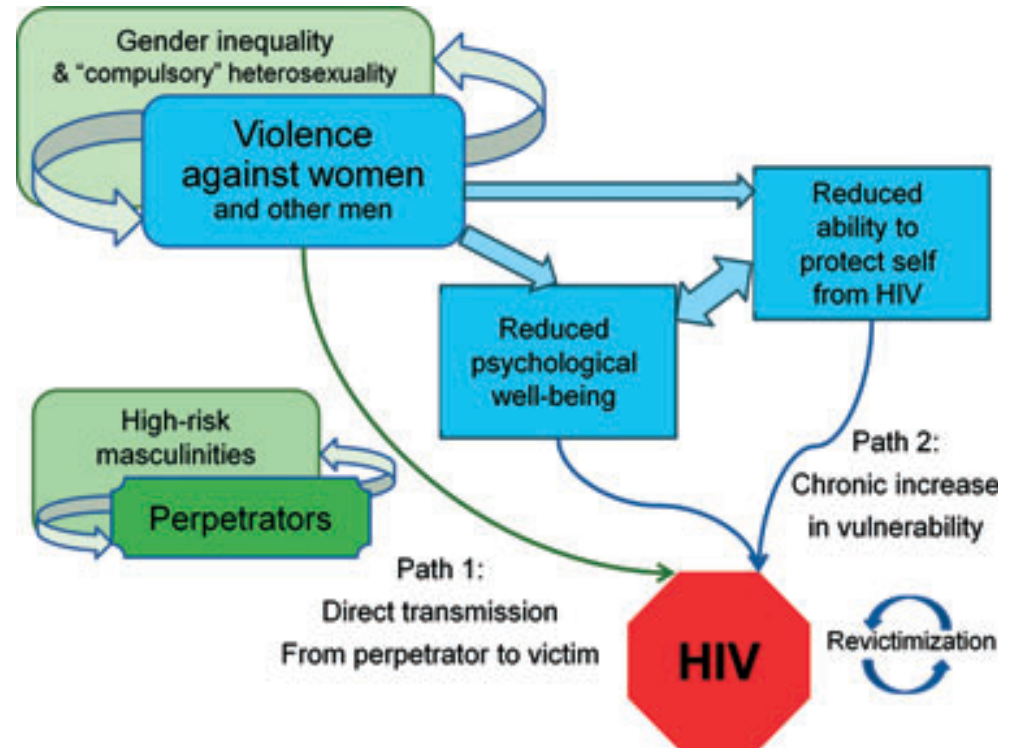 Gender inequality
& “compulsory” heterosexuality
Violence
against women
and other men
Reduced
ability to
protect self
from HIV
Reduced
psychological
well-being
High-risk
masculinities
Perpetrators
Path 1:
Direct transmission
From perpetrator to victim
Path 2:
Chronic increase
in vulnerability
HIV
Revictimization